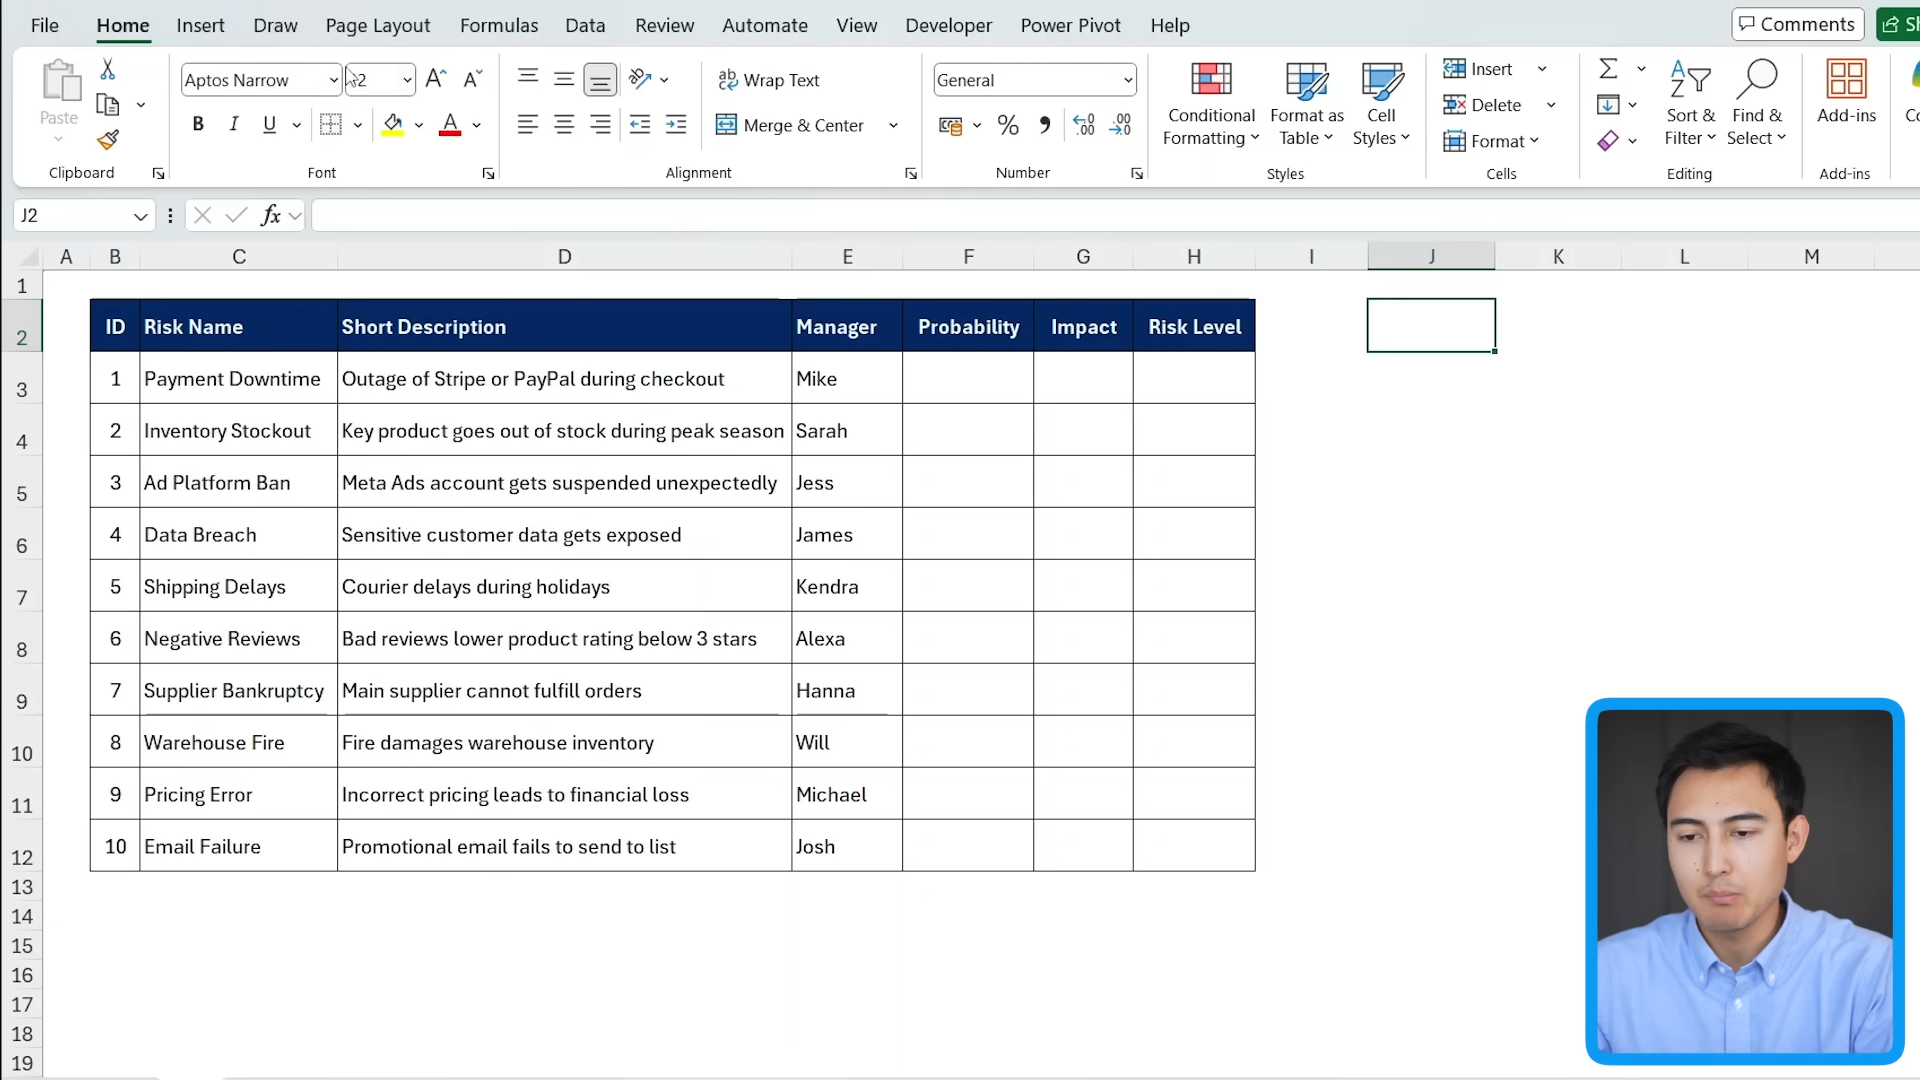 File Home Insert Draw Page Layout Formulas Data Review View Automate Developer Power Pivot Help Comments
Paste
Clipboard
Aptos Narrow
B I U A
Font
ab Wrap Text
Merge & Center
Alignment
General
% 9 .00
Number
Conditional Formatting
Format as Table
Cell Styles
Styles
Insert
Delete
Format
Cells
Sort & Filter
Find & Select
Editing
Add-ins
Add-ins
J2 fx
A B C D E F G H I J K L M
1
2 ID Risk Name Short Description Manager Probability Impact Risk Level
3 1 Payment Downtime Outage of Stripe or PayPal during checkout Mike
4 2 Inventory Stockout Key product goes out of stock during peak season Sarah
5 3 Ad Platform Ban Meta Ads account gets suspended unexpectedly Jess
6 4 Data Breach Sensitive customer data gets exposed James
7 5 Shipping Delays Courier delays during holidays Kendra
8 6 Negative Reviews Bad reviews lower product rating below 3 stars Alexa
9 7 Supplier Bankruptcy Main supplier cannot fulfill orders Hanna
10 8 Warehouse Fire Fire damages warehouse inventory Will
11 9 Pricing Error Incorrect pricing leads to financial loss Michael
12 10 Email Failure Promotional email fails to send to list Josh
13
14
15
16
17
18
19